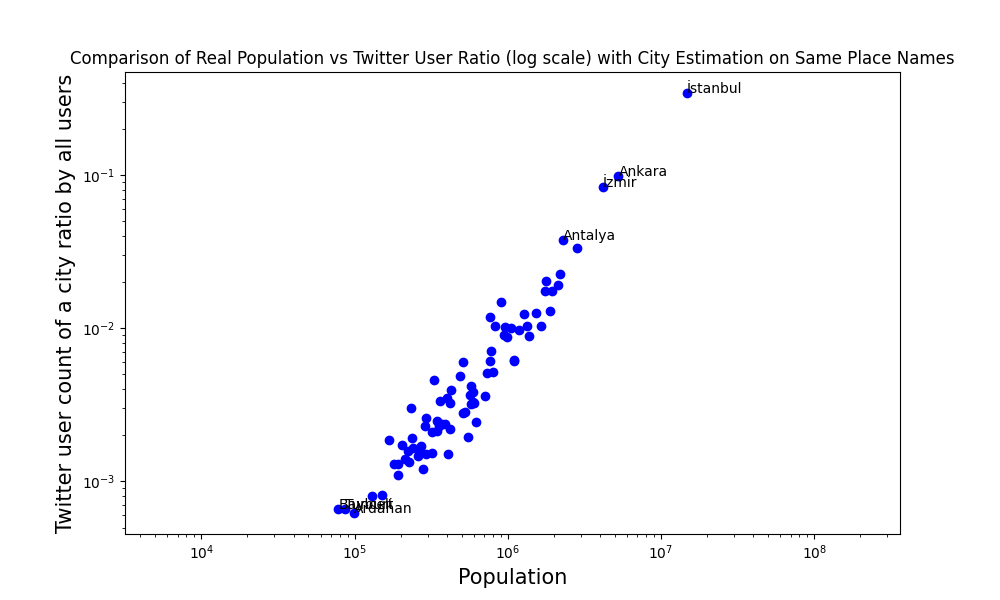 Comparison of Real Population vs Twitter User Ratio (log scale) with City Estimation on Same Place Names
Twitter user count of a city ratio by all users
10⁻¹
10⁻²
10⁻³
İstanbul
Ankara
İzmir
Antalya
Ardahan
10⁴ 10⁵ 10⁶ 10⁷ 10⁸
Population